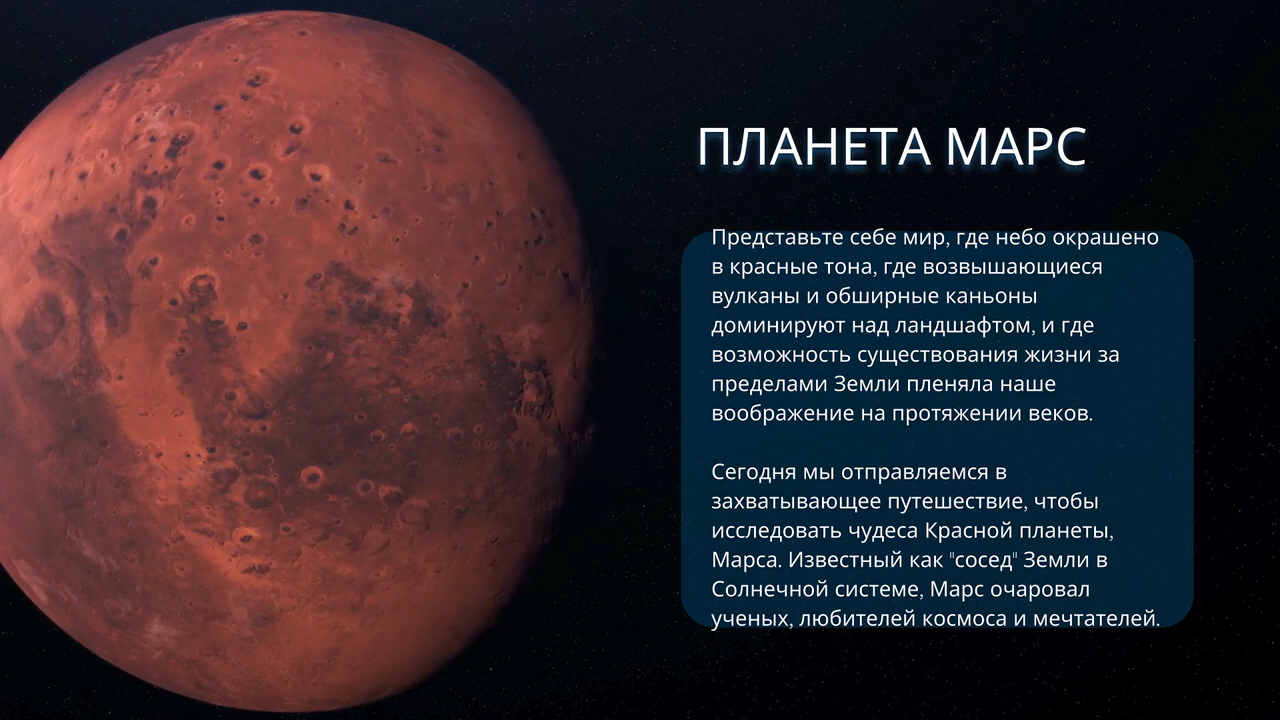 ПЛАНЕТА МАРС
Представьте себе мир, где небо окрашено
в красные тона, где возвышающиеся
вулканы и обширные каньоны
доминируют над ландшафтом, и где
возможность существования жизни за
пределами Земли пленяла наше
воображение на протяжении веков.
Сегодня мы отправляемся в
захватывающее путешествие, чтобы
исследовать чудеса Красной планеты,
Марса. Известный как "сосед" Земли в
Солнечной системе, Марс очаровал
ученых, любителей космоса и мечтателей.